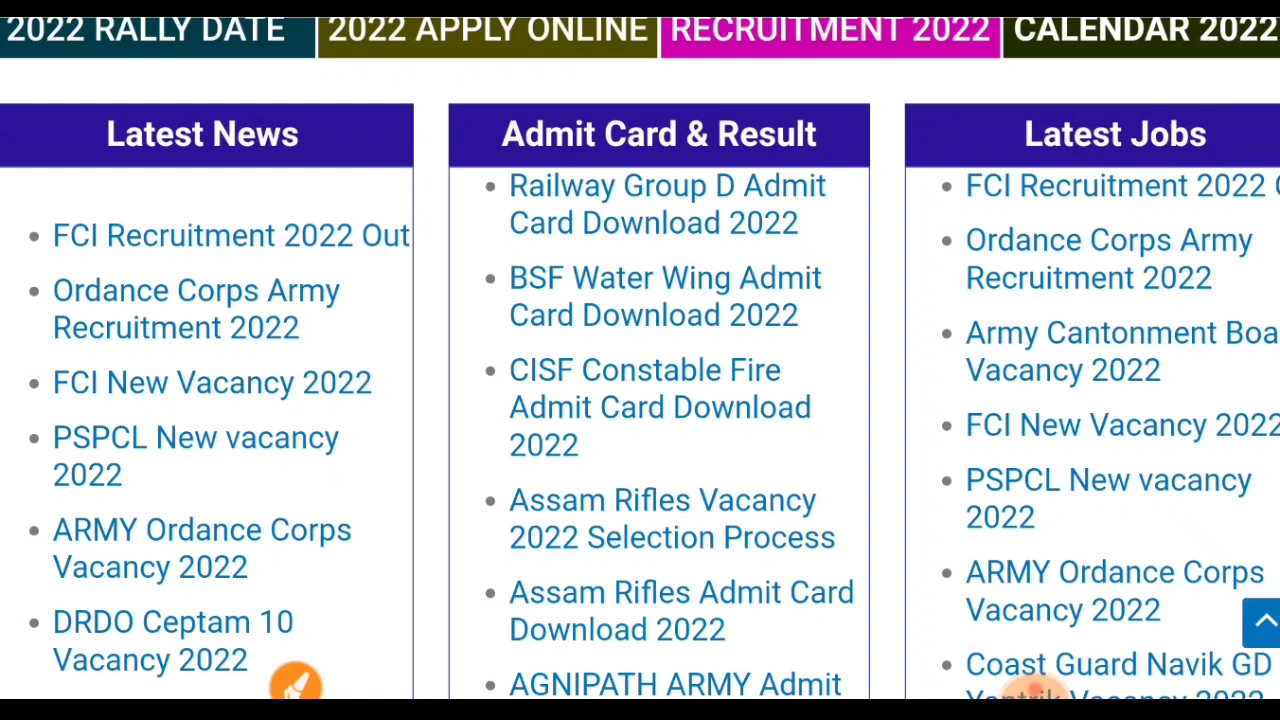 2022 RALLY DATE
2022 APPLY ONLINE
RECRUITMENT 2022
CALENDAR 2022
Latest News
FCI Recruitment 2022 Out
Ordance Corps Army
Recruitment 2022
FCI New Vacancy 2022
PSPCL New vacancy
2022
ARMY Ordance Corps
Vacancy 2022
DRDO Ceptam 10
Vacancy 2022
Admit Card & Result
Railway Group D Admit
Card Download 2022
BSF Water Wing Admit
Card Download 2022
CISF Constable Fire
Admit Card Download
2022
Assam Rifles Vacancy
2022 Selection Process
Assam Rifles Admit Card
Download 2022
AGNIPATH ARMY Admit
Latest Jobs
FCI Recruitment 2022
Ordance Corps Army
Recruitment 2022
Army Cantonment Boa
Vacancy 2022
FCI New Vacancy 2022
PSPCL New vacancy
2022
ARMY Ordance Corps
Vacancy 2022
Coast Guard Navik GD
Yantrik Vacancy 2022